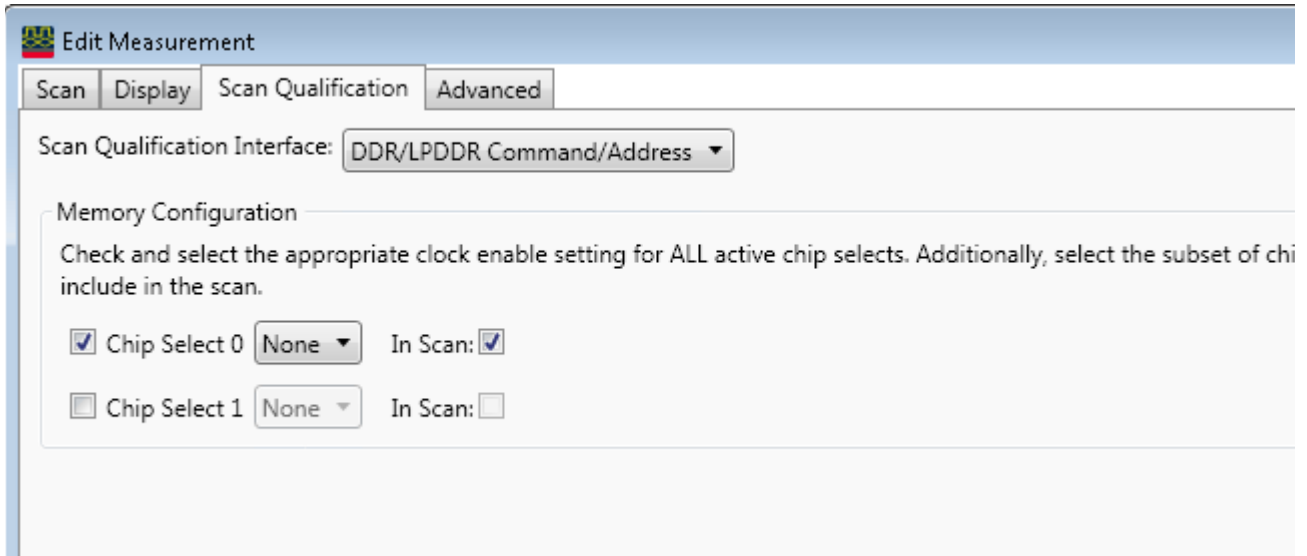 Edit Measurement
Scan Display Scan Qualification Advanced
Scan Qualification Interface: DDR/LPDDR Command/Address
Memory Configuration
Check and select the appropriate clock enable setting for ALL active chip selects. Additionally, select the subset of chi
include in the scan.
Chip Select 0 None In Scan:
Chip Select 1 None In Scan: